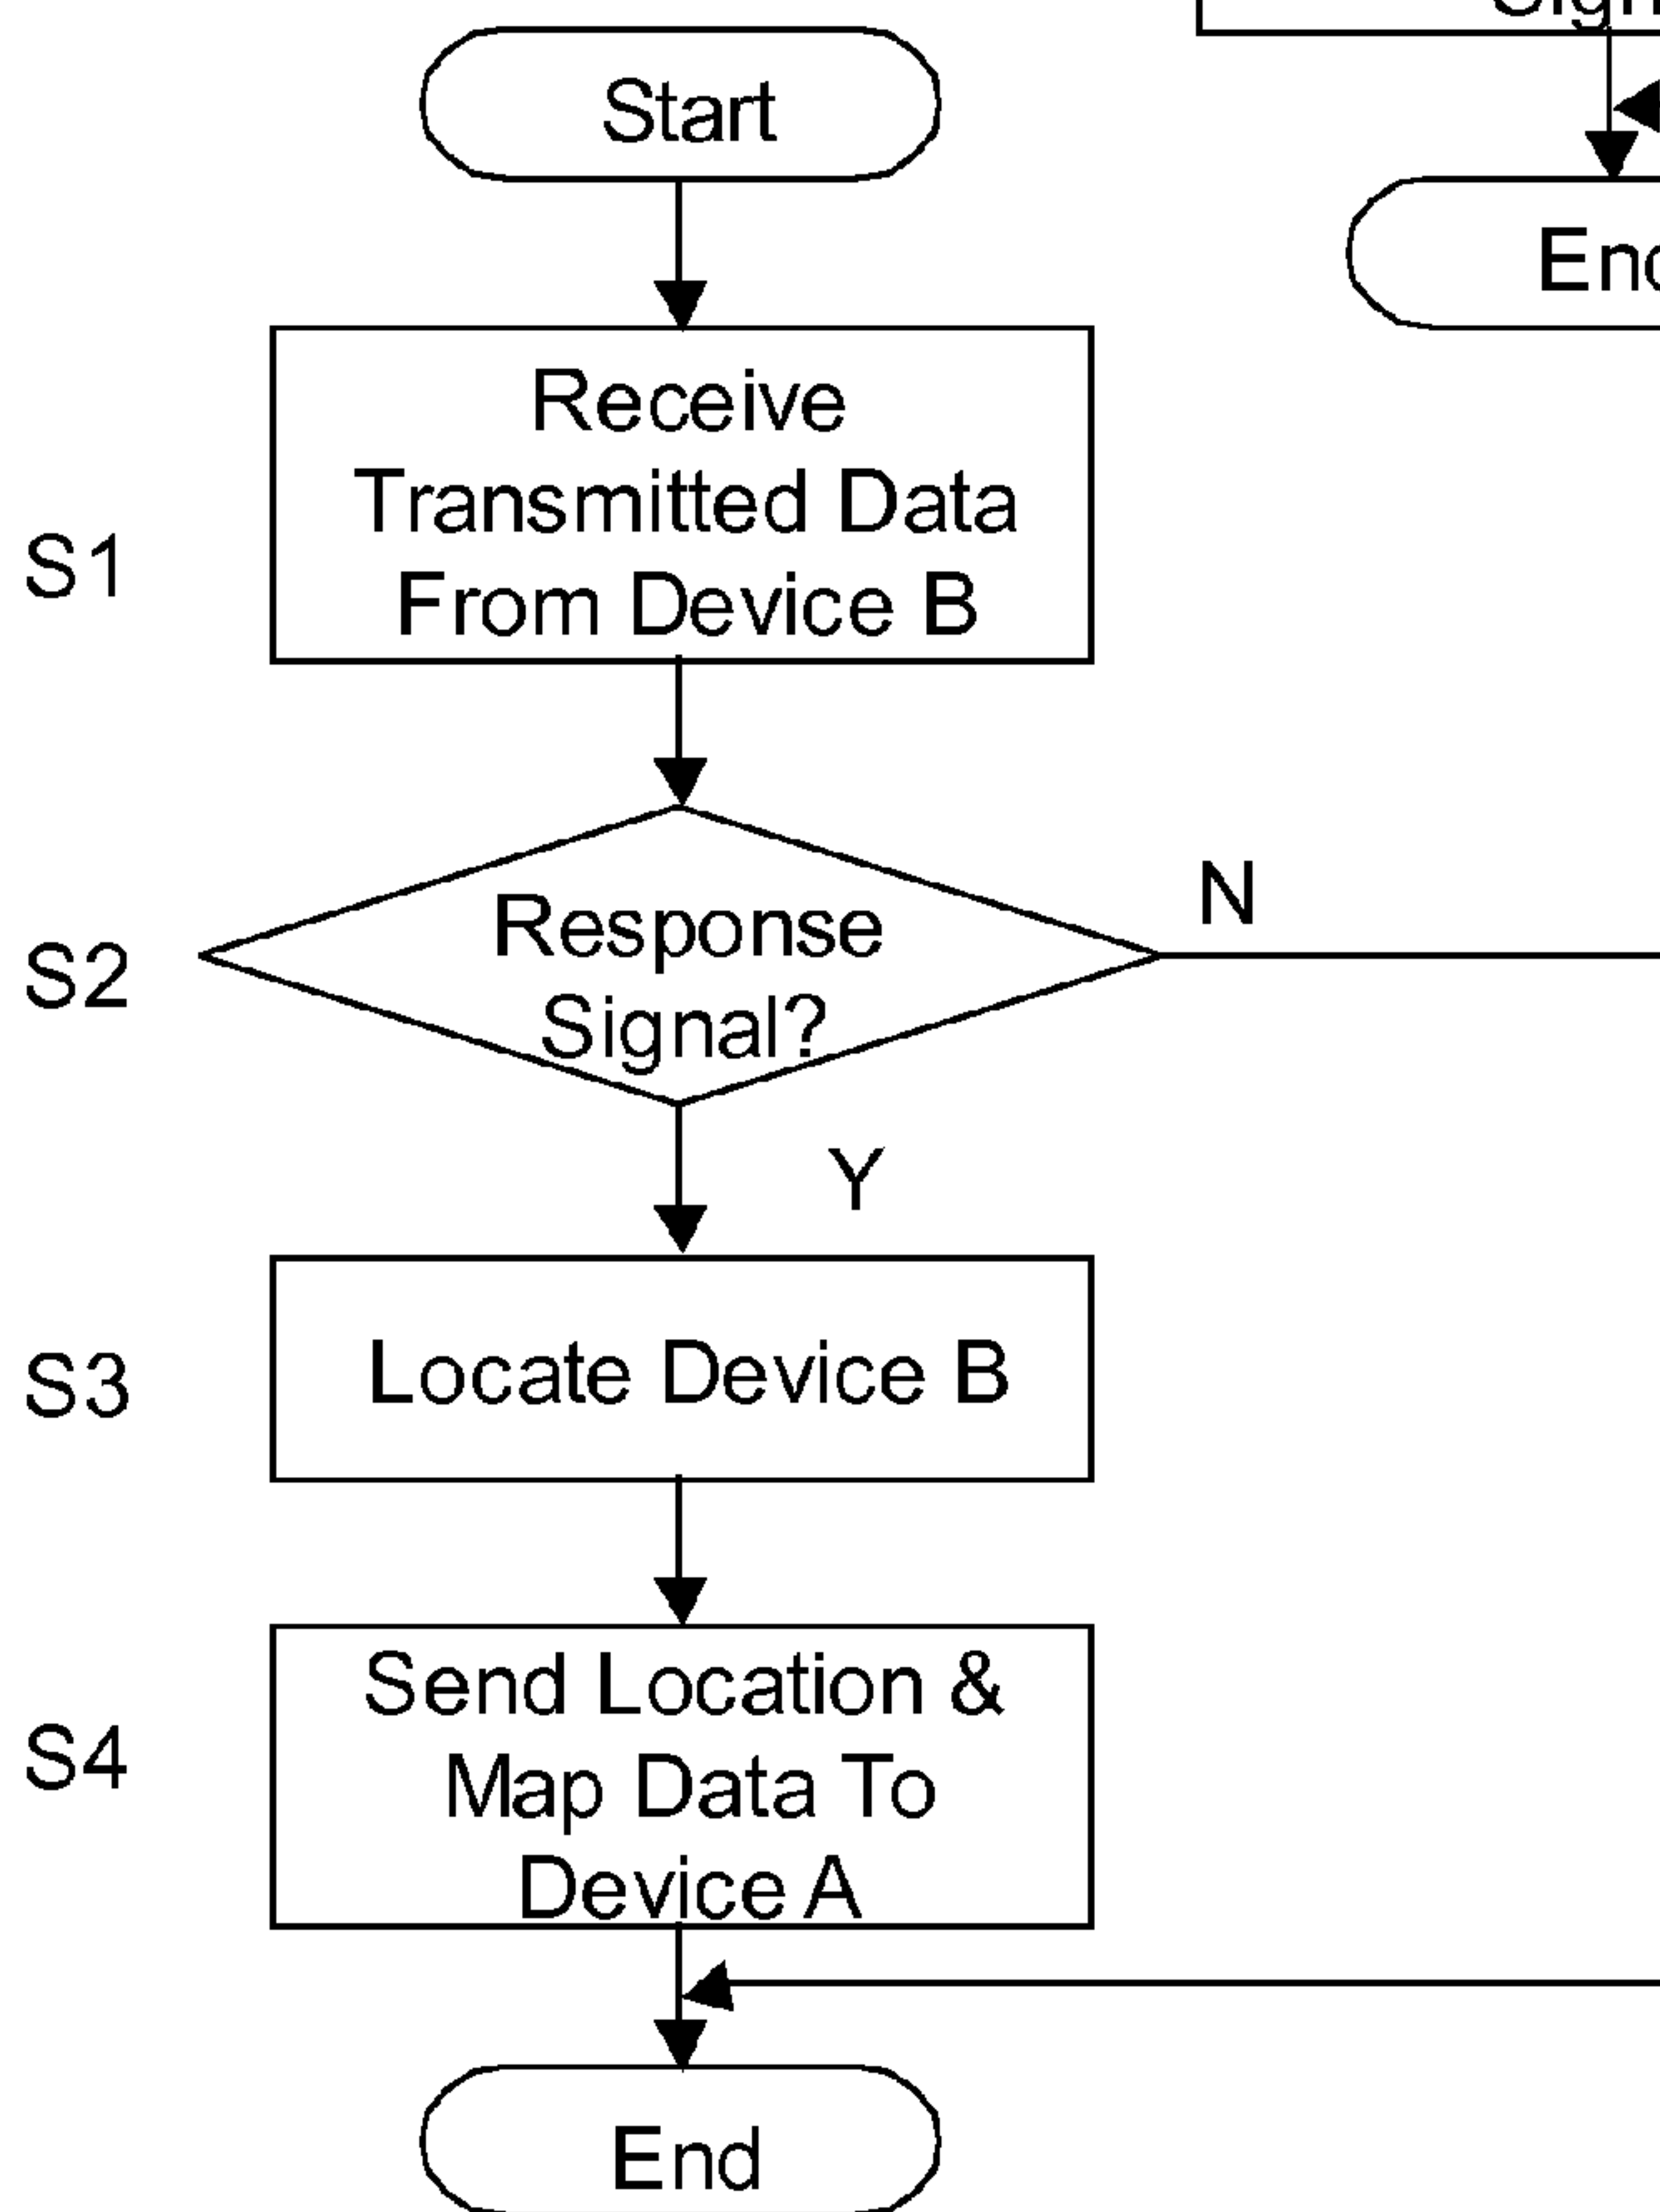 Start
Receive
Transmitted Data
From Device B
S1
Response
Signal?
S2
N
Y
Locate Device B
S3
Send Location &
Map Data To
Device A
S4
End